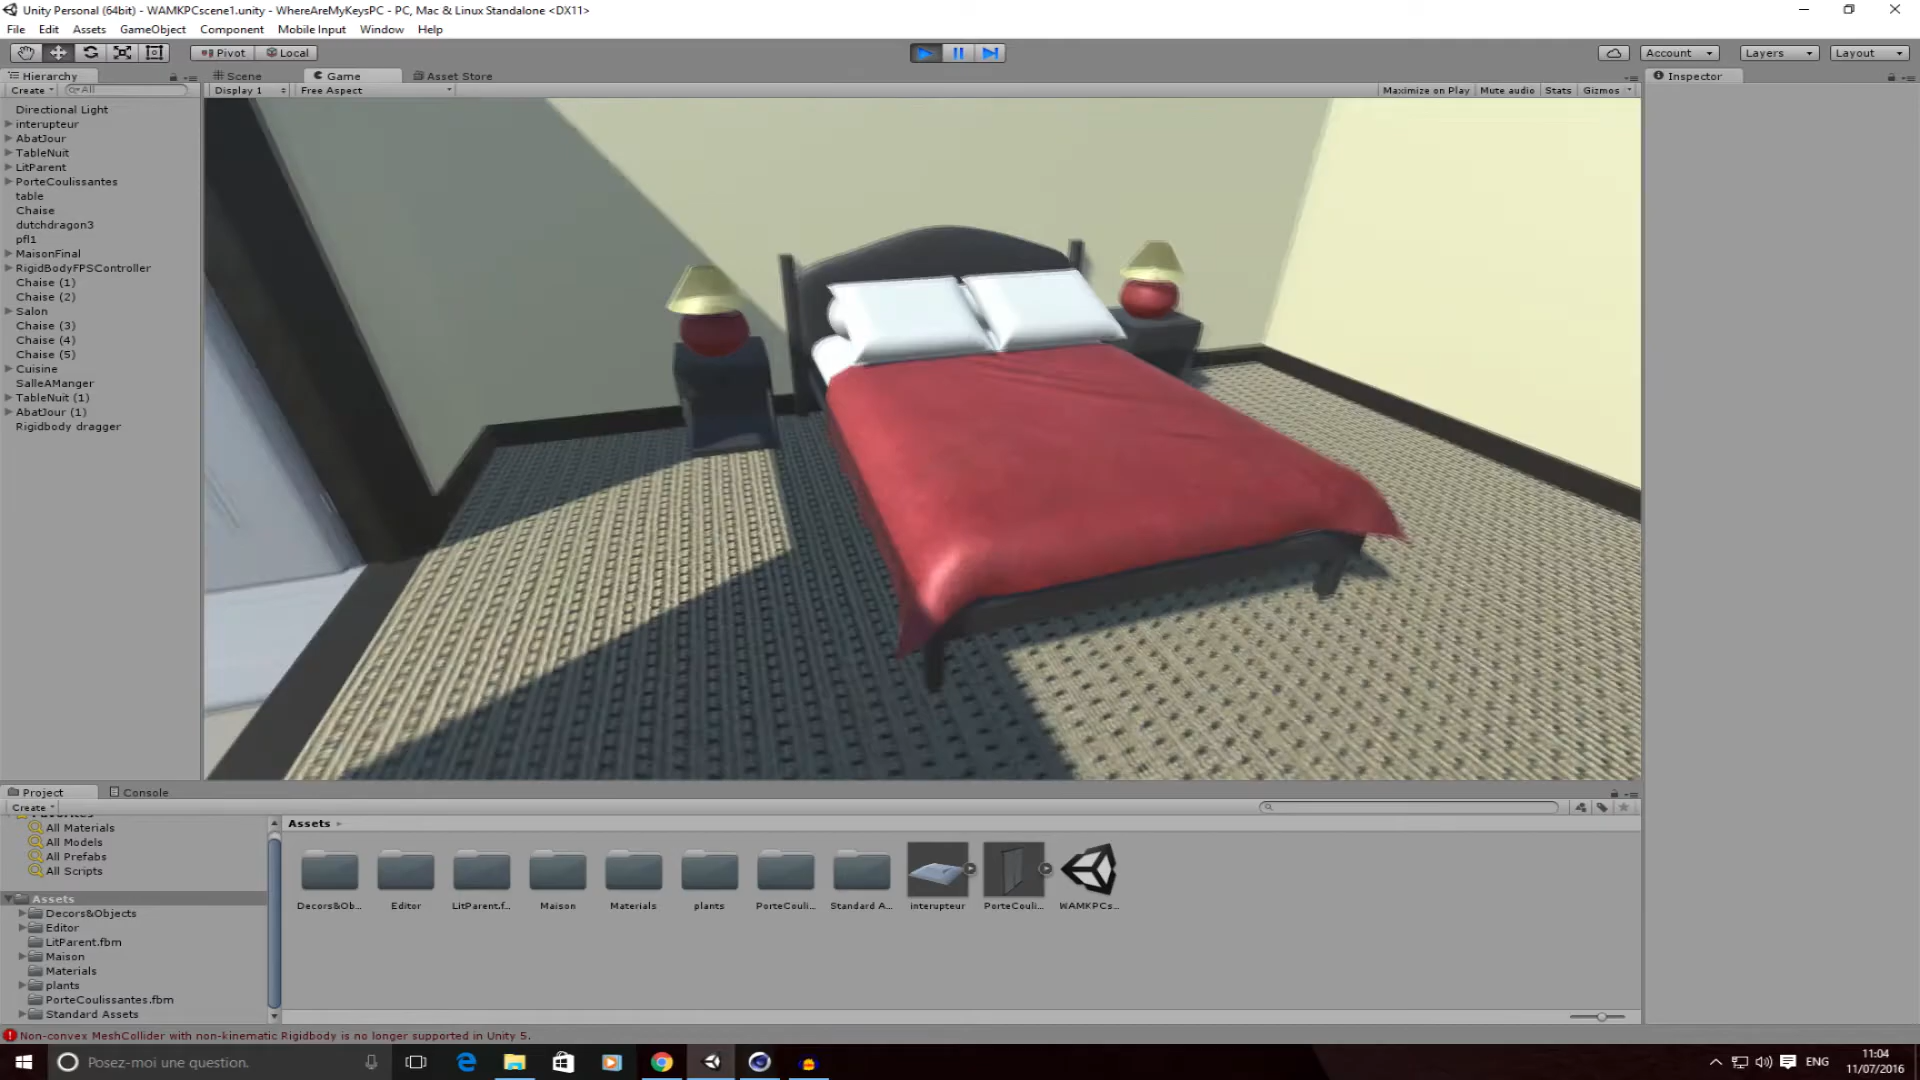 Unity Personal (64bit) - WAMKPCscene1.unity - WhereAreMyKeysPC - PC, Mac & Linux Standalone <DX11>
File Edit Assets GameObject Component Mobile Input Window Help
Pivot Local Account Layers Layout
Hierarchy Scene Game Asset Store Inspector
Create All Display 1 Free Aspect Maximize on Play Mute audio Stats Gizmos
Directional Light
interupteur
AbatJour
TableNuit
LitParent
PorteCoulissantes
table
Chaise
dutchdragon3
pfl1
MaisonFinal
RigidBodyFPSController
Chaise (1)
Chaise (2)
Salon
Chaise (3)
Chaise (4)
Chaise (5)
Cuisine
SalleAManger
TableNuit (1)
AbatJour (1)
Rigidbody dragger
Project Console
Create
Favorites
All Materials
All Models
All Prefabs
All Scripts
Assets
Decors&Objects
Editor
LitParent.fbm
Maison
Materials
plants
PorteCoulissantes.fbm
Standard Assets
Assets
Decors&Ob... Editor LitParent.f... Maison Materials plants PorteCouli... Standard A... interupteur PorteCouli... WAMKPCs...
Non-convex MeshCollider with non-kinematic Rigidbody is no longer supported in Unity 5.
Posez-moi une question. ENG 11:04
11/07/2016